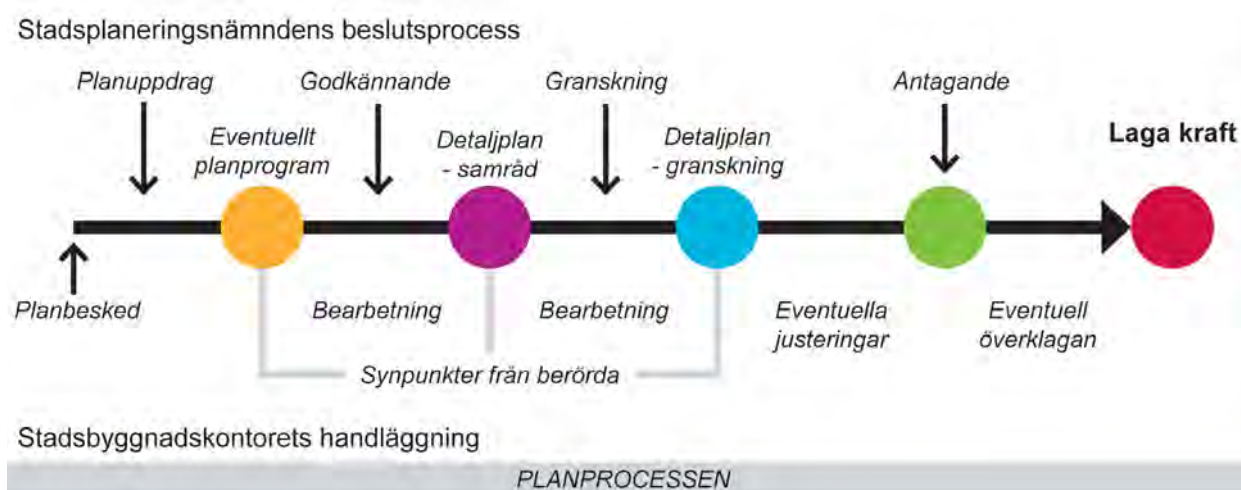 Stadsplaneringsnämndens beslutsprocess
Planuppdrag
Godkännande
Granskning
Antagande
Eventuellt
planprogram
Detaljplan
- samråd
Detaljplan
- granskning
Laga kraft
Planbesked
Bearbetning
Bearbetning
Eventuella
justeringar
Eventuell
överklagan
Synpunkter från berörda
Stadsbyggnadskontorets handläggning
PLANPROCESSEN